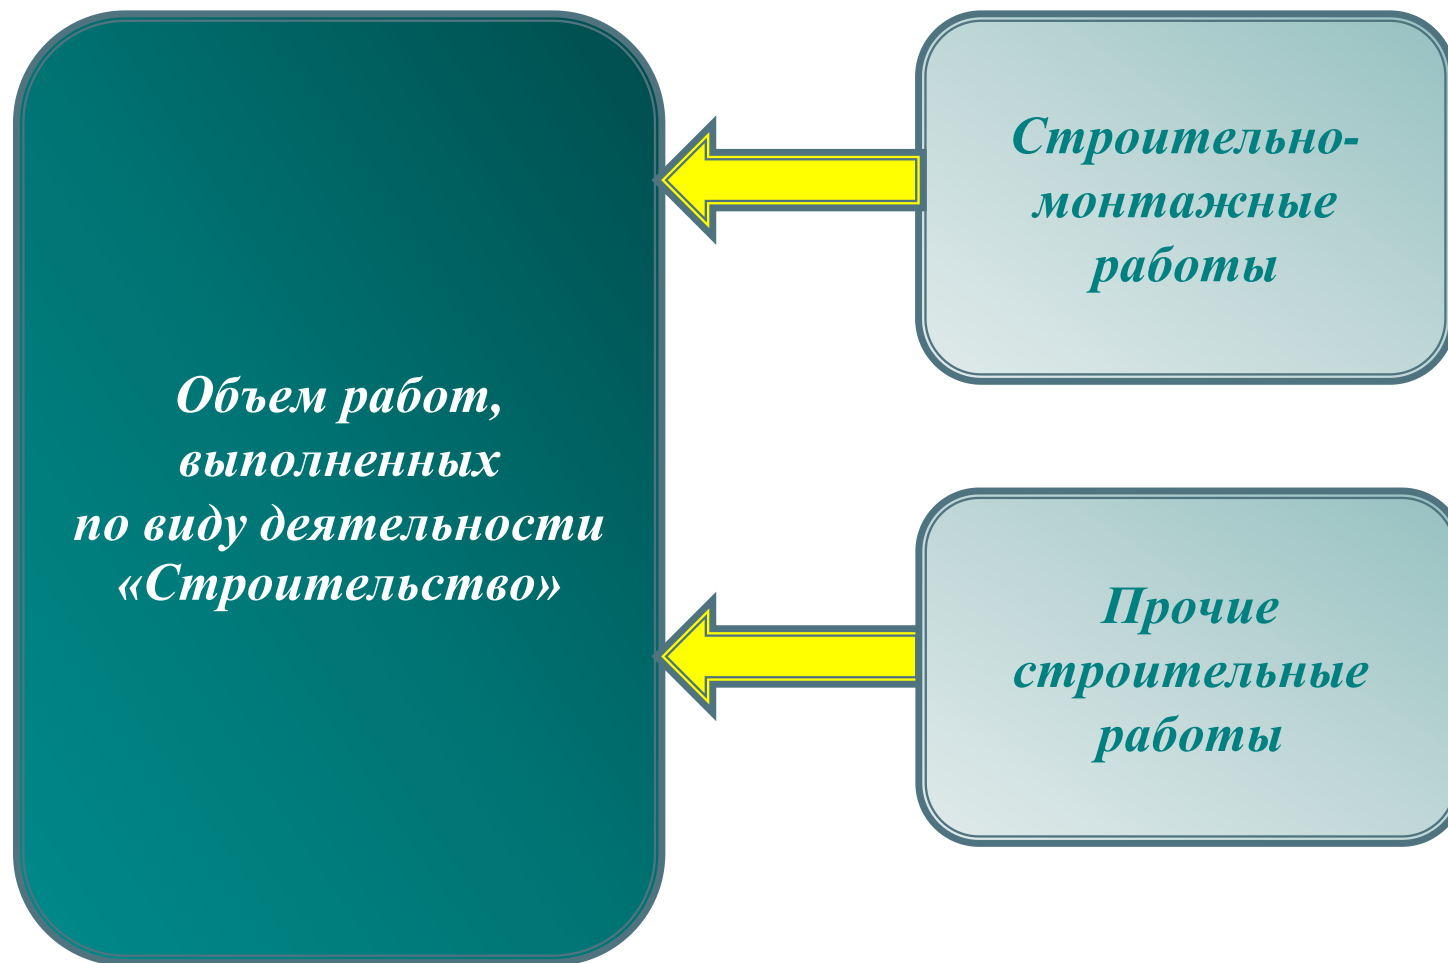 Объем работ,
выполненных
по виду деятельности
«Строительство»
Строительно-
монтажные
работы
Прочие
строительные
работы